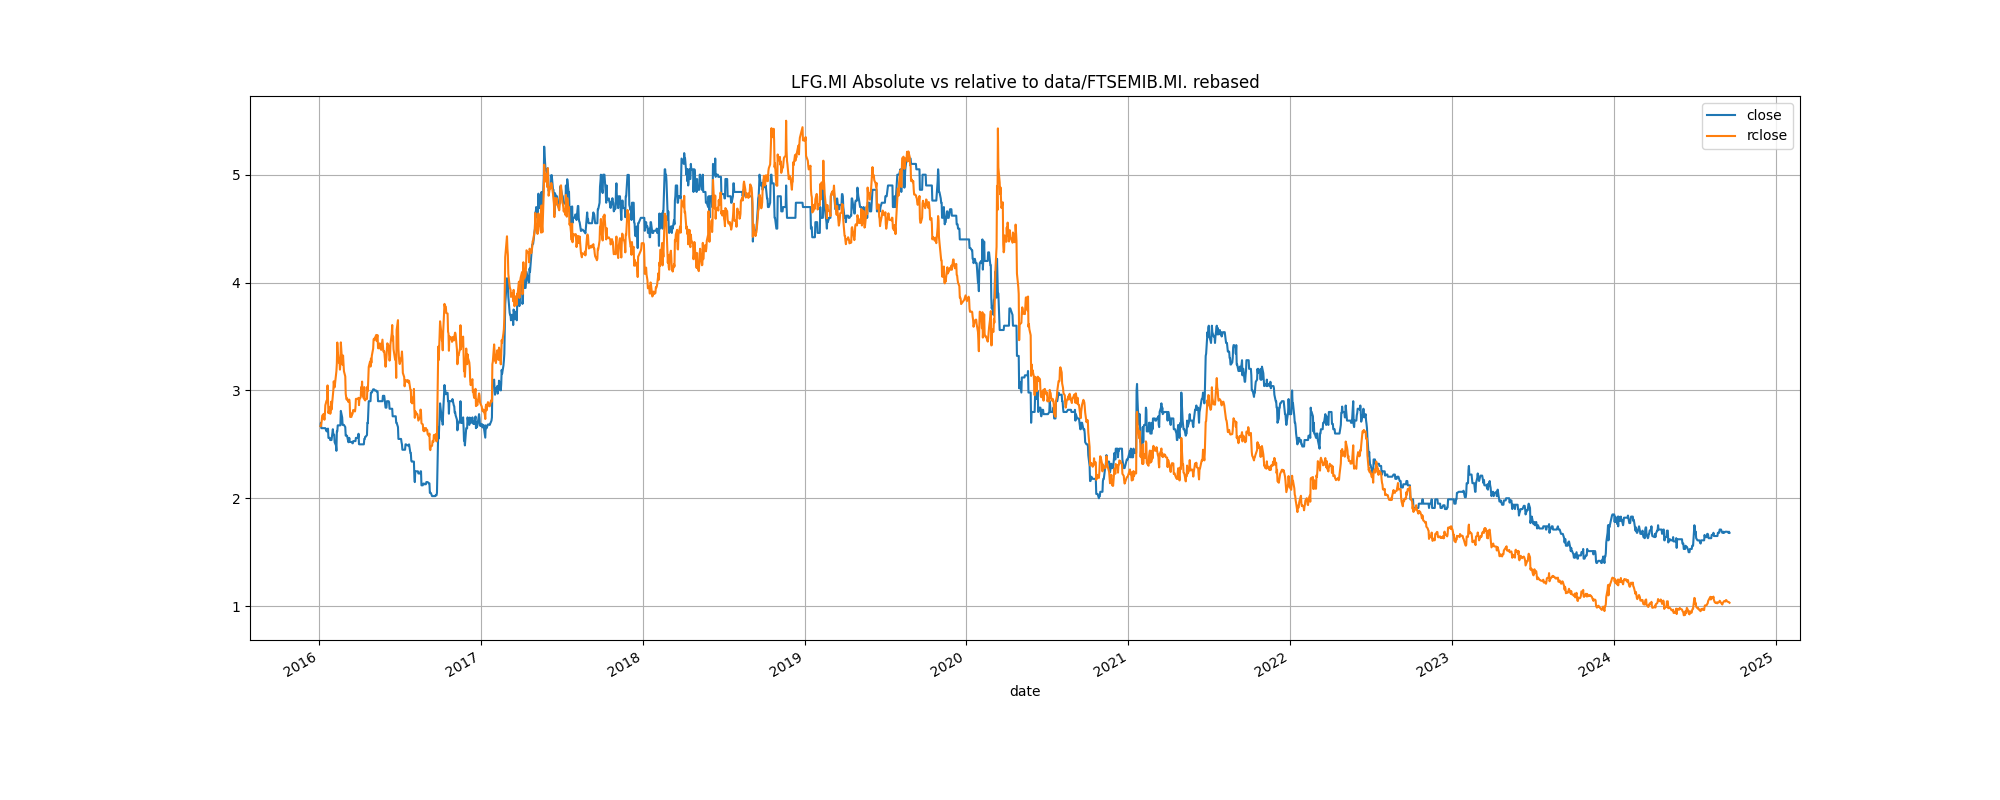 LFG.MI Absolute vs relative to data/FTSEMIB.MI. rebased
close
rclose
5
4
3
2
1
2016 2017 2018 2019 2020 2021 2022 2023 2024 2025
date